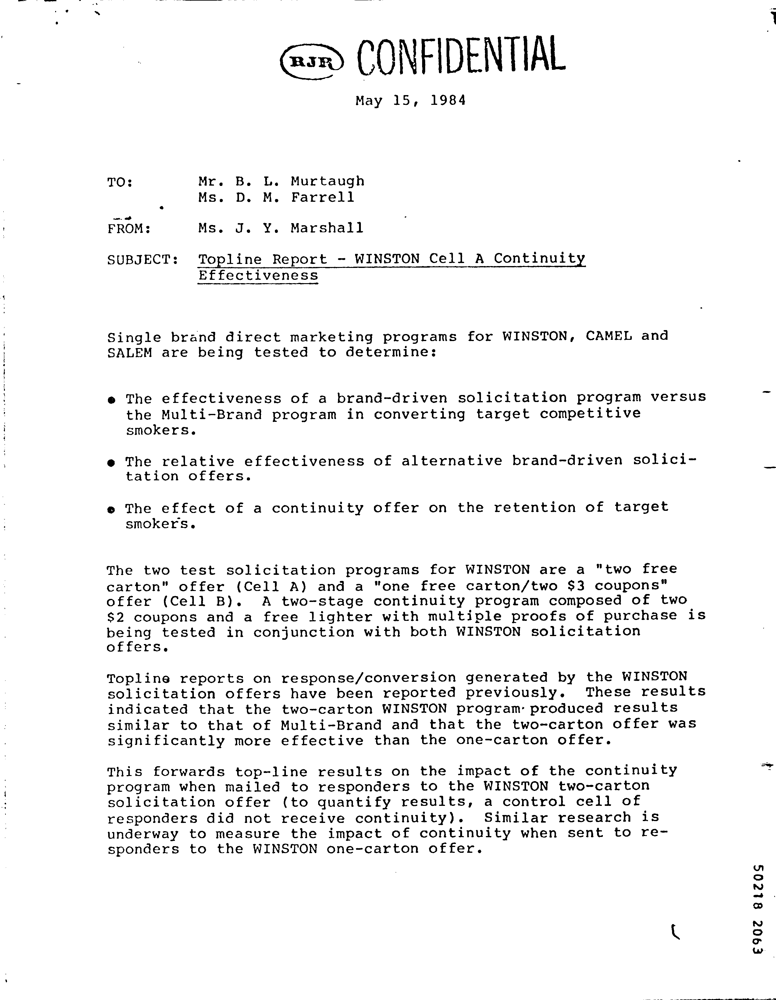 RJR CONFIDENTIAL
May 15, 1984
TO: Mr. B. L. Murtaugh
Ms. D. M. Farrell
FROM: Ms. J. Y. Marshall
SUBJECT: Topline Report - WINSTON Cell A Continuity
Effectiveness
Single brand direct marketing programs for WINSTON, CAMEL and
SALEM are being tested to determine:
● The effectiveness of a brand-driven solicitation program versus
the Multi-Brand program in converting target competitive
smokers.
● The relative effectiveness of alternative brand-driven solici-
tation offers.
● The effect of a continuity offer on the retention of target
smokers.
The two test solicitation programs for WINSTON are a "two free
carton" offer (Cell A) and a "one free carton/two $3 coupons"
offer (Cell B). A two-stage continuity program composed of two
$2 coupons and a free lighter with multiple proofs of purchase is
being tested in conjunction with both WINSTON solicitation
offers.
Topline reports on response/conversion generated by the WINSTON
solicitation offers have been reported previously. These results
indicated that the two-carton WINSTON program produced results
similar to that of Multi-Brand and that the two-carton offer was
significantly more effective than the one-carton offer.
This forwards top-line results on the impact of the continuity
program when mailed to responders to the WINSTON two-carton
solicitation offer (to quantify results, a control cell of
responders did not receive continuity). Similar research is
underway to measure the impact of continuity when sent to re-
sponders to the WINSTON one-carton offer.
50218 2063